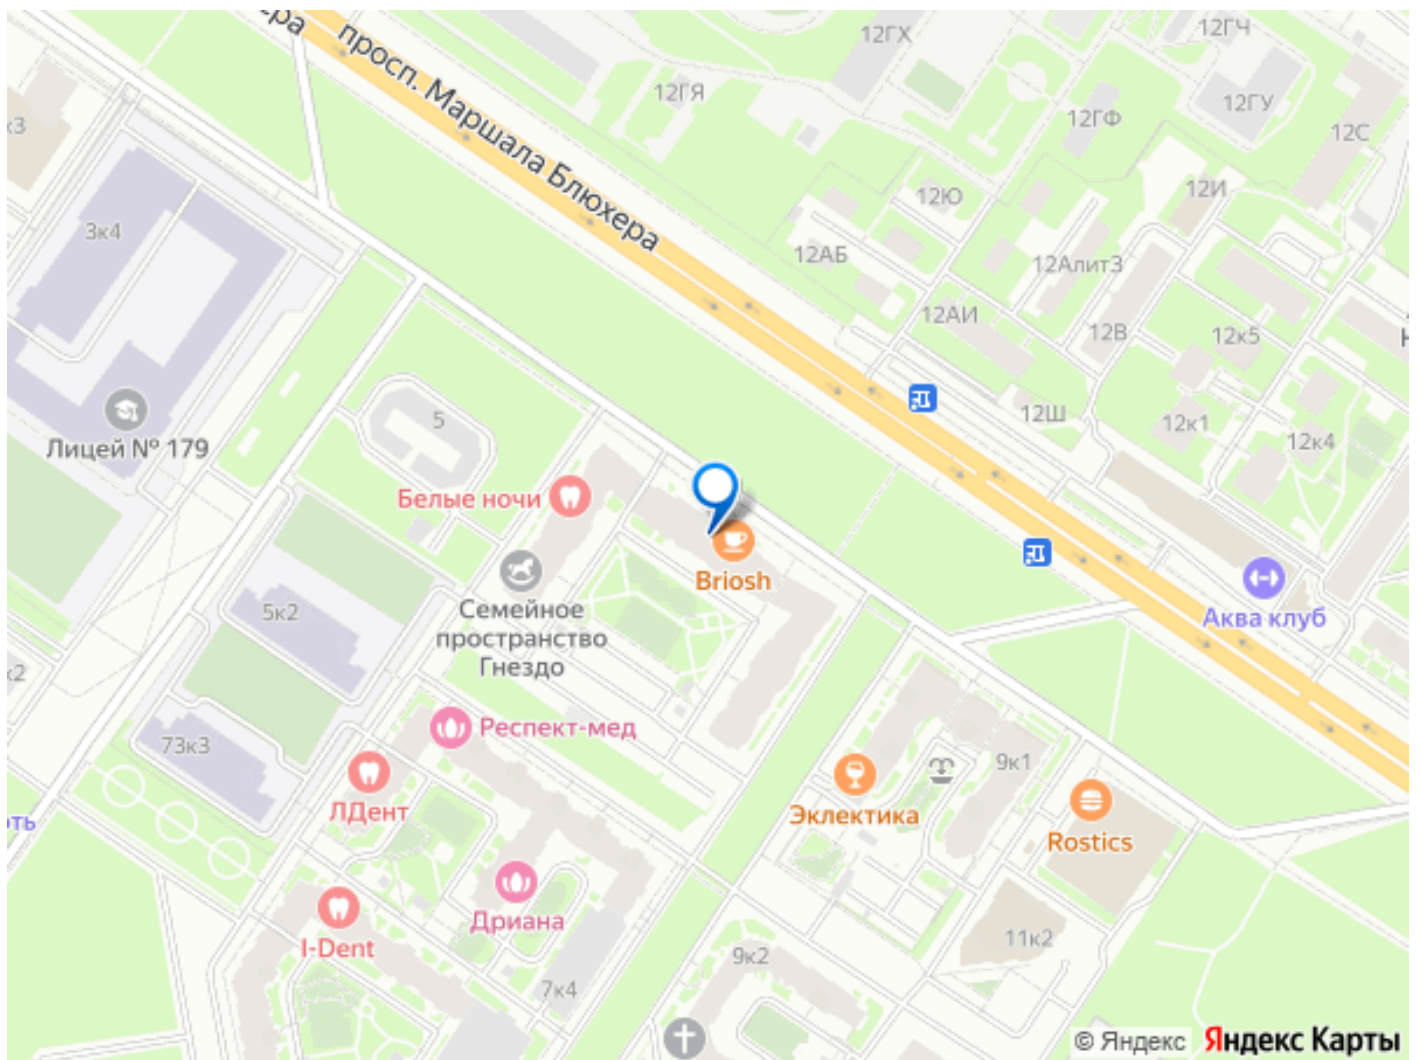 просп. Маршала Блюхера
12ГХ
12ГЧ
12ГЯ
12ГУ
12ГФ
12С
к3
12Ю
12И
3к4
12АБ
12Алит3
12АИ
12В
12к5
Н
12Ш
5
12к1
12к4
Лицей № 179
Белые ночи
Briosh
Аква клуб
5к2
Семейное
пространство
Гнездо
к2
Респект-мед
73к3
9к1
ЛДент
Эклектика
Rostics
Дриана
I-Dent
11к2
9к2
7к4
© Яндекс Яндекс Карты